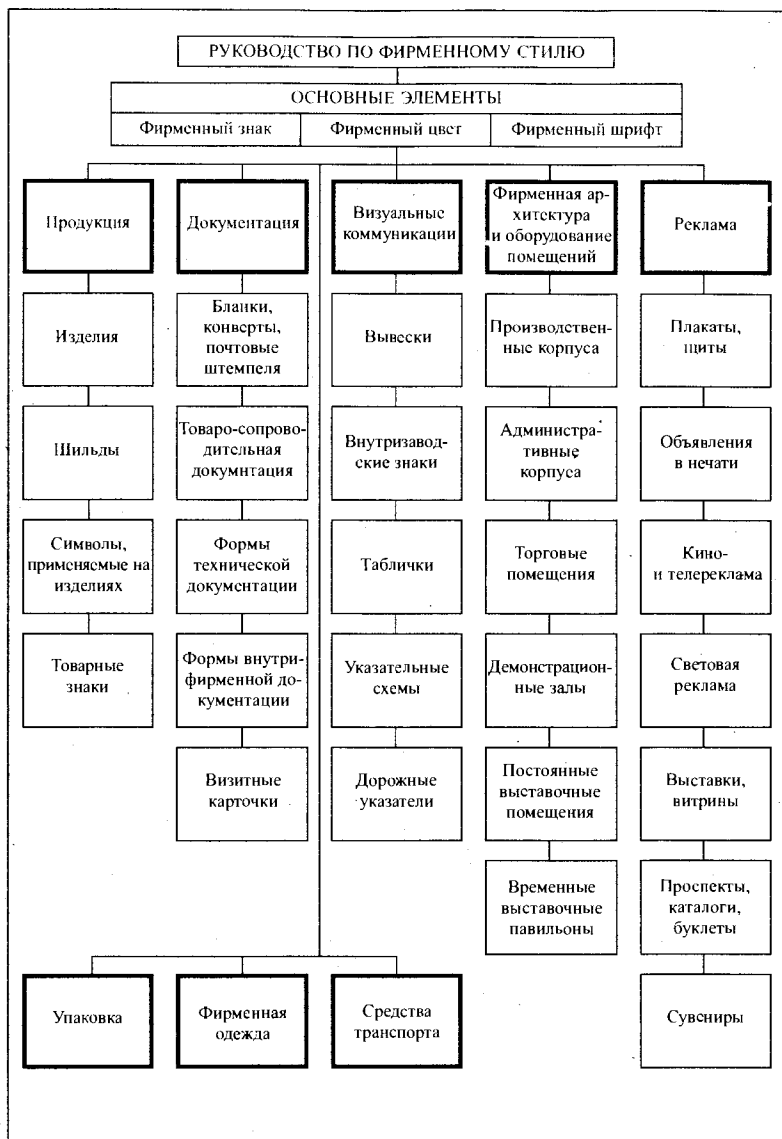 РУКОВОДСТВО ПО ФИРМЕННОМУ СТИЛЮ
ОСНОВНЫЕ ЭЛЕМЕНТЫ
Фирменный знак
Фирменный цвет
Фирменный шрифт
Продукция
Изделия
Шильды
Символы,
применяемые на
изделиях
Товарные
знаки
Документация
Бланки,
конверты,
почтовые
штемпеля
Товаро-сопрово-
дительная
докумнтация
Формы
технической
документации
Формы внутри-
фирменной до-
кументации
Визитные
карточки
Визуальные
коммуникации
Вывески
Внутризавод-
ские знаки
Таблички
Указательные
схемы
Дорожные
указатели
Фирменная ар-
хитектура
и оборудование
помещений
Производствен-
ные корпуса
Администра-
тивные
корпуса
Торговые
помещения
Демонстрацион-
ные залы
Постоянные
выставочные
помещения
Временные
выставочные
павильоны
Реклама
Плакаты,
щиты
Объявления
в печати
Кино-
и телереклама
Световая
реклама
Выставки,
витрины
Проспекты,
каталоги,
буклеты
Сувениры
Упаковка
Фирменная
одежда
Средства
транспорта